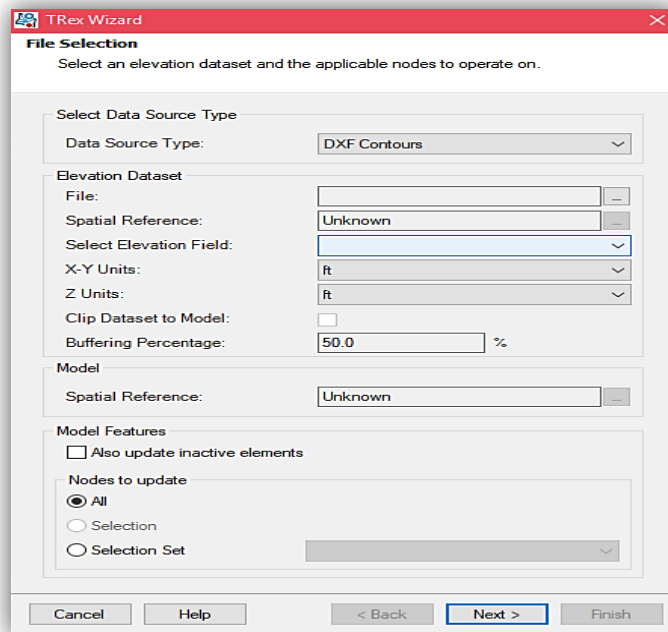 TRex Wizard
File Selection
Select an elevation dataset and the applicable nodes to operate on.
Select Data Source Type
Data Source Type: DXF Contours
Elevation Dataset
File: ...
Spatial Reference: Unknown ...
Select Elevation Field:
X-Y Units: ft
Z Units: ft
Clip Dataset to Model:
Buffering Percentage: 50.0 %
Model
Spatial Reference: Unknown ...
Model Features
Also update inactive elements
Nodes to update
All
Selection
Selection Set
Cancel Help < Back Next > Finish